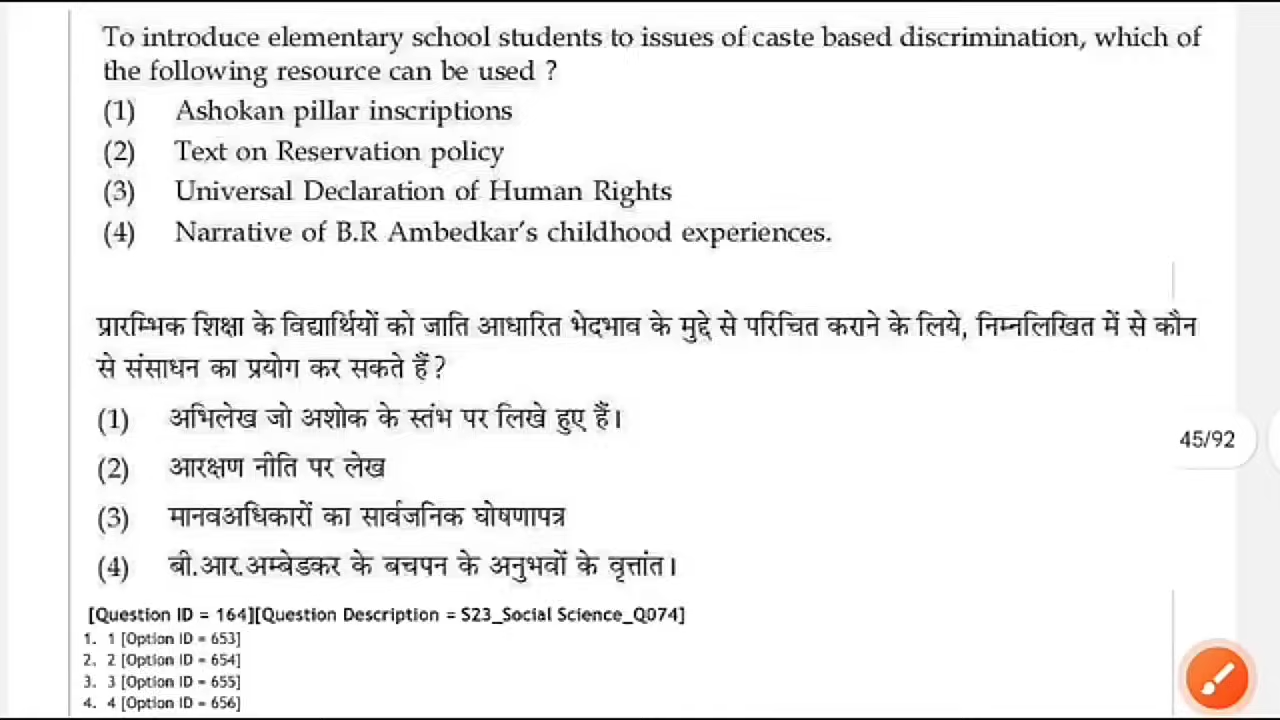 To introduce elementary school students to issues of caste based discrimination, which of
the following resource can be used ?
(1) Ashokan pillar inscriptions
(2) Text on Reservation policy
(3) Universal Declaration of Human Rights
(4) Narrative of B.R Ambedkar's childhood experiences.
प्रारम्भिक शिक्षा के विद्यार्थियों को जाति आधारित भेदभाव के मुद्दे से परिचित कराने के लिये, निम्नलिखित में से कौन
से संसाधन का प्रयोग कर सकते हैं ?
(1) अभिलेख जो अशोक के स्तंभ पर लिखे हुए हैं।
45/92
(2) आरक्षण नीति पर लेख
(3) मानवअधिकारों का सार्वजनिक घोषणापत्र
(4) बी.आर.अम्बेडकर के बचपन के अनुभवों के वृत्तांत।
[Question ID = 164][Question Description = S23_Social Science_Q074]
1. 1 [Option ID = 653]
2. 2 [Option ID = 654]
3. 3 [Option ID = 655]
4. 4 [Option ID = 656]